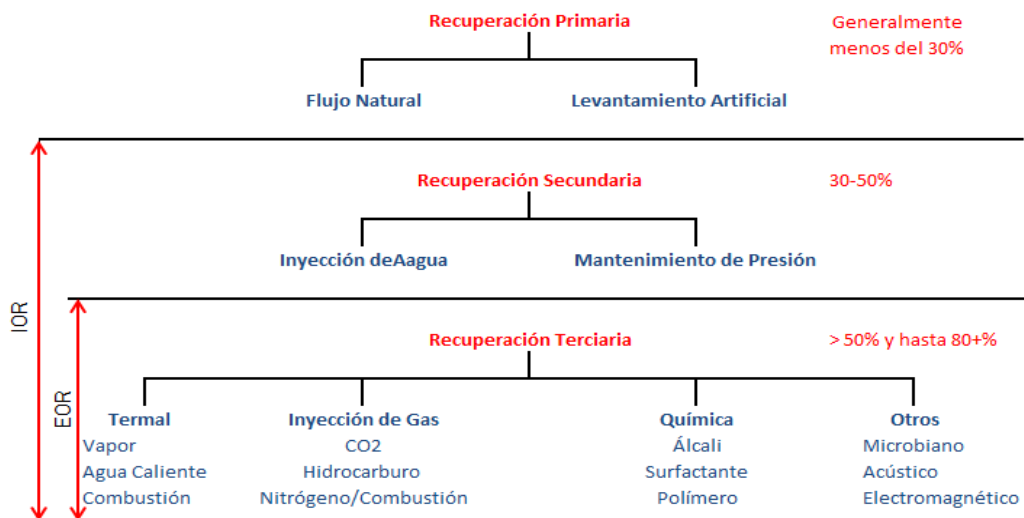 Recuperación Primaria
Generalmente
menos del 30%
Flujo Natural
Levantamiento Artificial
Recuperación Secundaria
30-50%
Inyección deAagua
Mantenimiento de Presión
IOR
Recuperación Terciaria
> 50% y hasta 80+%
EOR
Termal
Vapor
Agua Caliente
Combustión
Inyección de Gas
CO2
Hidrocarburo
Nitrógeno/Combustión
Química
Álcali
Surfactante
Polímero
Otros
Microbiano
Acústico
Electromagnético